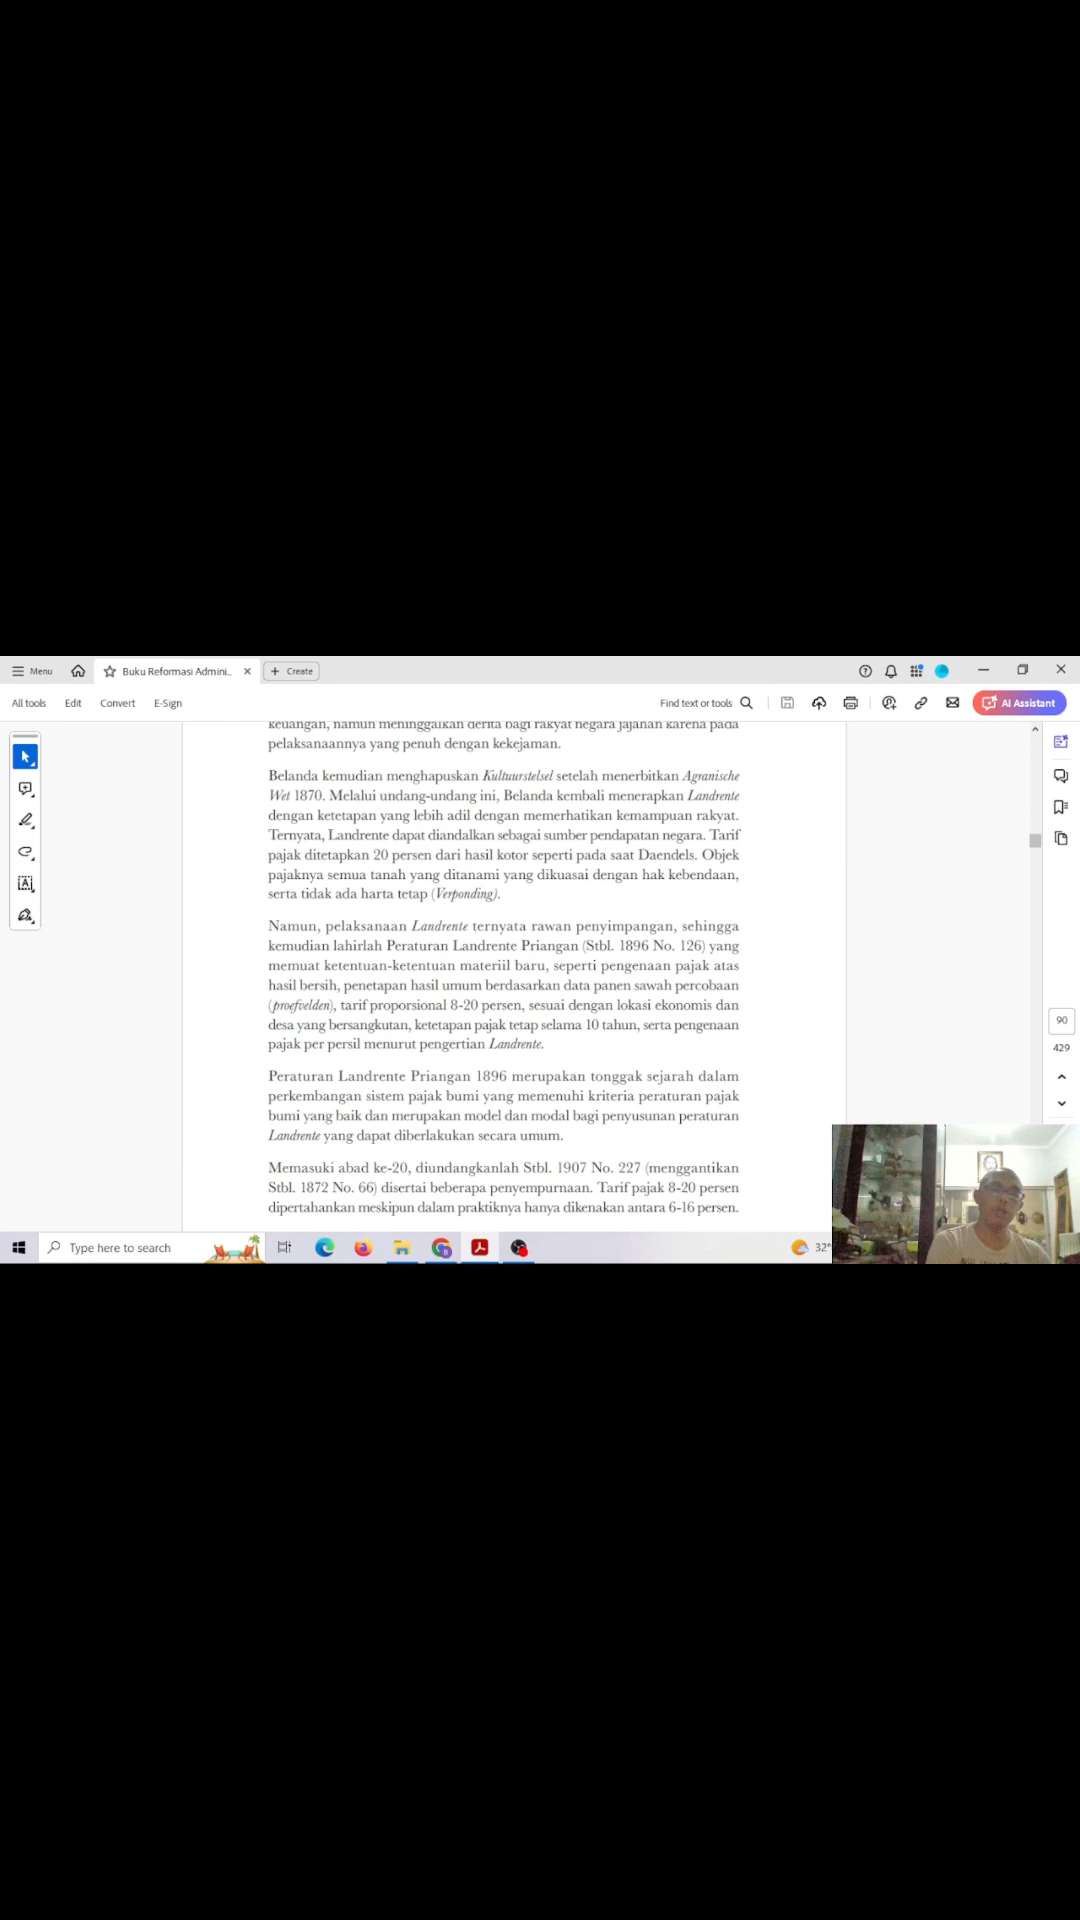 Menu
Buku Reformasi Admini...
Create
All tools
Edit
Convert
E-Sign
Find text or tools
AI Assistant
keuangan, namun meninggalkan derita bagi rakyat negara jajahan karena pada
pelaksanaannya yang penuh dengan kekejaman.
Belanda kemudian menghapuskan Kultuurstelsel setelah menerbitkan Agranische
Wet 1870. Melalui undang-undang ini, Belanda kembali menerapkan Landrente
dengan ketetapan yang lebih adil dengan memerhatikan kemampuan rakyat.
Ternyata, Landrente dapat diandalkan sebagai sumber pendapatan negara. Tarif
pajak ditetapkan 20 persen dari hasil kotor seperti pada saat Daendels. Objek
pajaknya semua tanah yang ditanami yang dikuasai dengan hak kebendaan,
serta tidak ada harta tetap (Verponding).
Namun, pelaksanaan Landrente ternyata rawan penyimpangan, sehingga
kemudian lahirlah Peraturan Landrente Priangan (Stbl. 1896 No. 126) yang
memuat ketentuan-ketentuan materiil baru, seperti pengenaan pajak atas
hasil bersih, penetapan hasil umum berdasarkan data panen sawah percobaan
(proefvelden), tarif proporsional 8-20 persen, sesuai dengan lokasi ekonomis dan
desa yang bersangkutan, ketetapan pajak tetap selama 10 tahun, serta pengenaan
pajak per persil menurut pengertian Landrente.
Peraturan Landrente Priangan 1896 merupakan tonggak sejarah dalam
perkembangan sistem pajak bumi yang memenuhi kriteria peraturan pajak
bumi yang baik dan merupakan model dan modal bagi penyusunan peraturan
Landrente yang dapat diberlakukan secara umum.
Memasuki abad ke-20, diundangkanlah Stbl. 1907 No. 227 (menggantikan
Stbl. 1872 No. 66) disertai beberapa penyempurnaan. Tarif pajak 8-20 persen
dipertahankan meskipun dalam praktiknya hanya dikenakan antara 6-16 persen.
90
429
Type here to search
32°